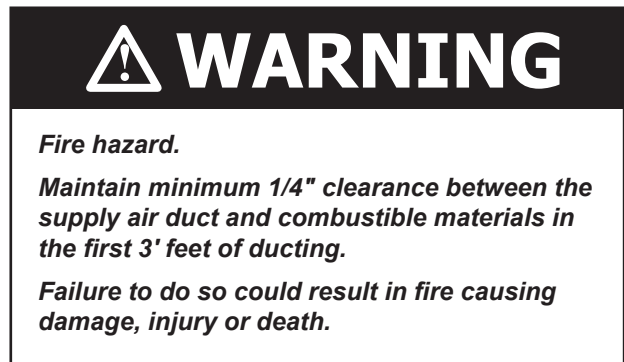 WARNING
Fire hazard.
Maintain minimum 1/4" clearance between the
supply air duct and combustible materials in
the first 3' feet of ducting.
Failure to do so could result in fire causing
damage, injury or death.